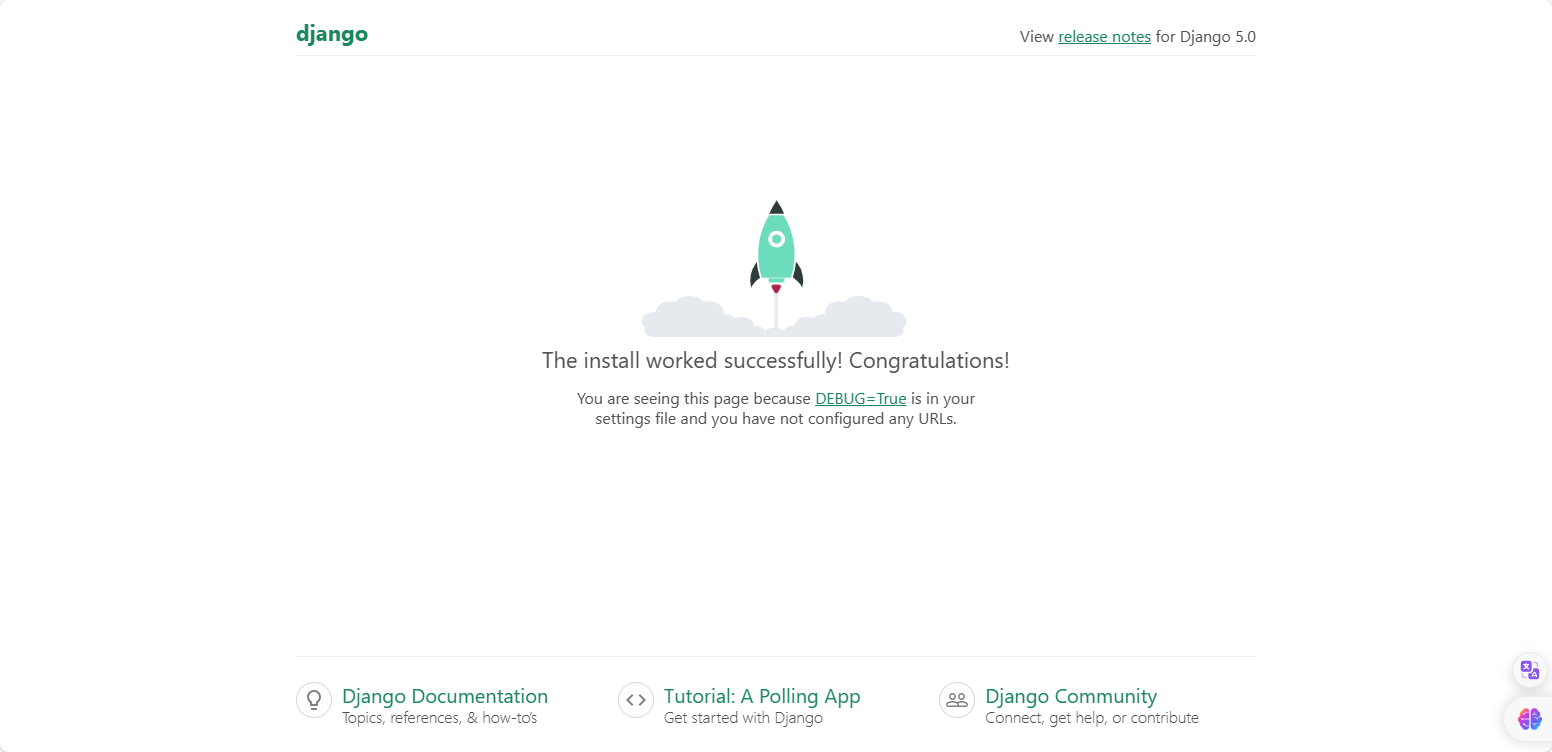 django
View release notes for Django 5.0
The install worked successfully! Congratulations!
You are seeing this page because DEBUG=True is in your
settings file and you have not configured any URLs.
Django Documentation
Topics, references, & how-to’s
Tutorial: A Polling App
Get started with Django
Django Community
Connect, get help, or contribute